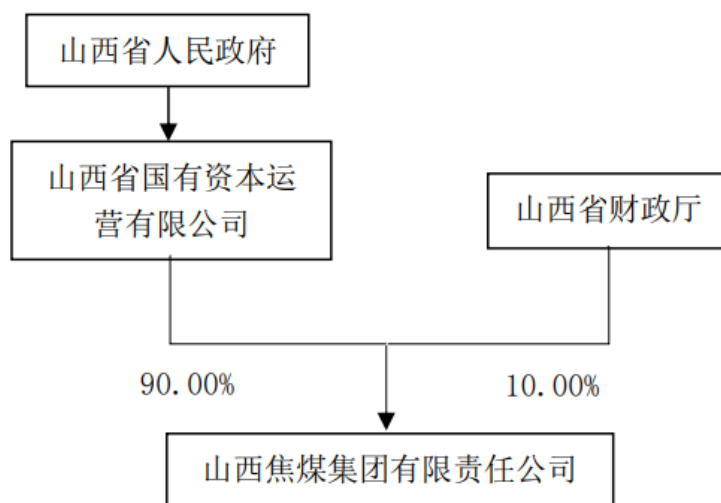 山西省人民政府
山西省国有资本运
营有限公司
山西省财政厅
90.00%
10.00%
山西焦煤集团有限责任公司